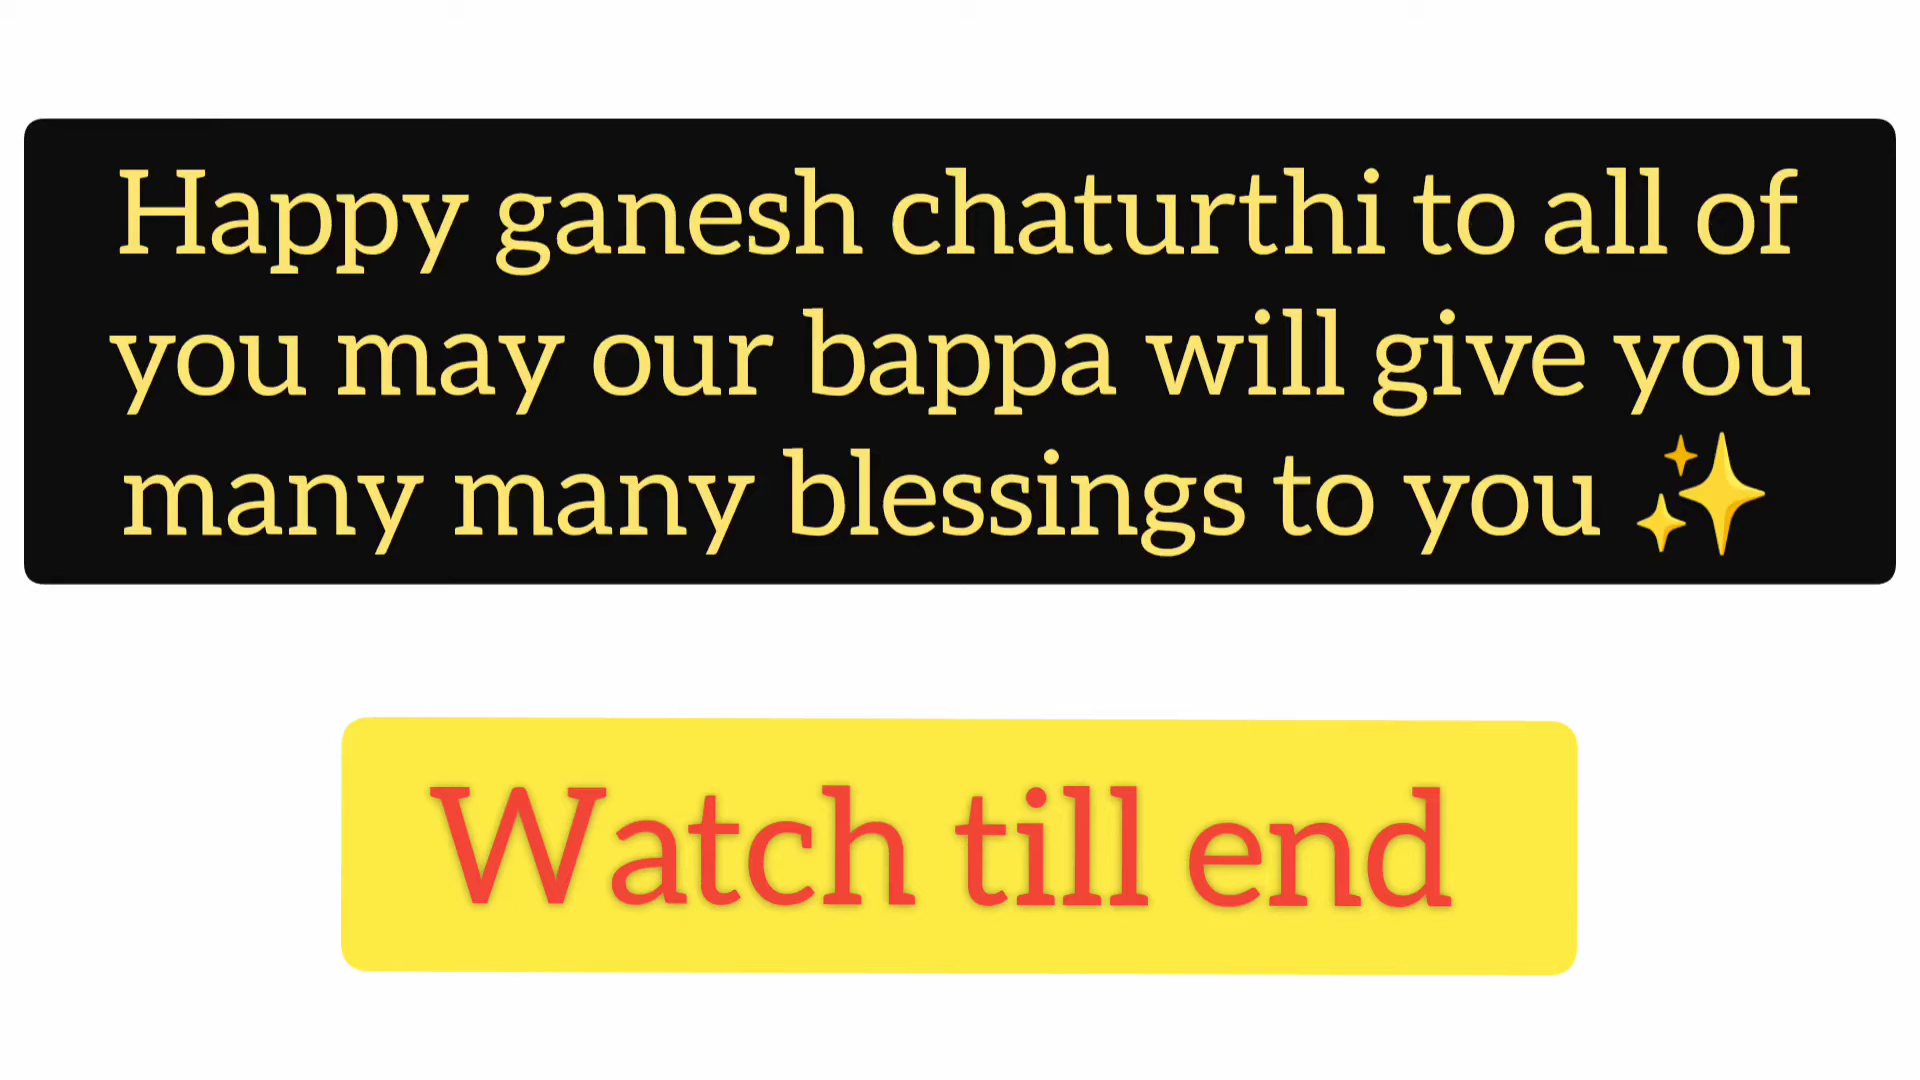 Happy ganesh chaturthi to all of
you may our bappa will give you
many many blessings to you ✨
Watch till end